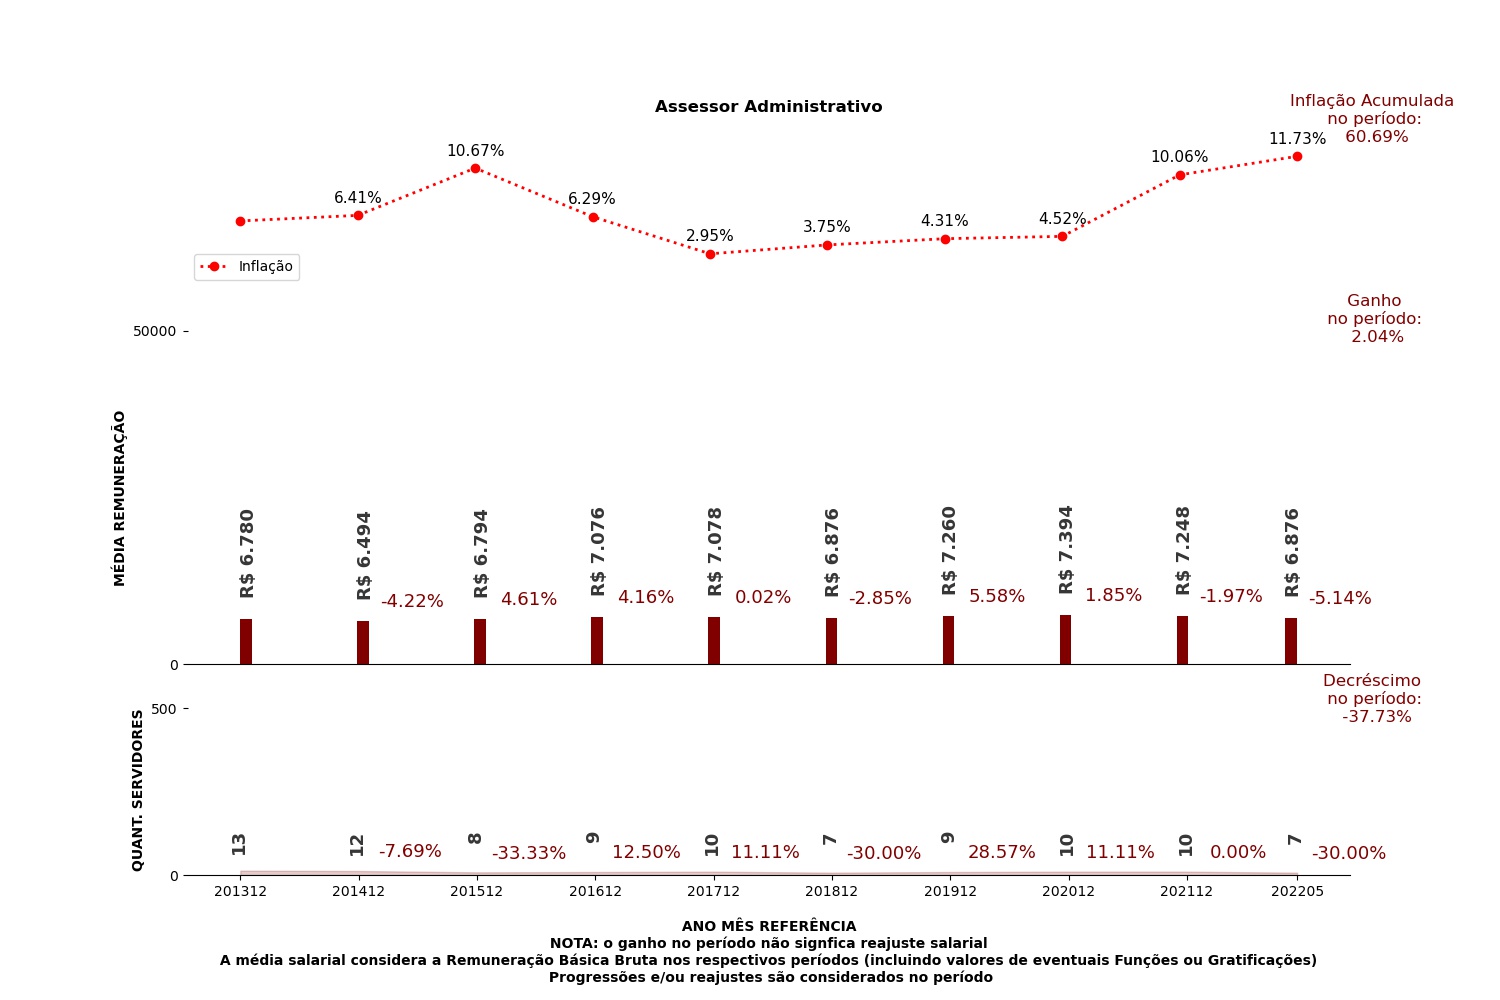 Assessor Administrativo
Inflação Acumulada
no período:
60.69%
6.41%
10.67%
6.29%
2.95%
3.75%
4.31%
4.52%
10.06%
11.73%
Inflação
Ganho
no período:
2.04%
50000
0
MÉDIA REMUNERAÇÃO
R$ 6.780
R$ 6.494
R$ 6.794
R$ 7.076
R$ 7.078
R$ 6.876
R$ 7.260
R$ 7.394
R$ 7.248
R$ 6.876
-4.22%
4.61%
4.16%
0.02%
-2.85%
5.58%
1.85%
-1.97%
-5.14%
Decréscimo
no período:
-37.73%
500
0
QUANT. SERVIDORES
13
12
8
9
10
7
9
10
10
7
-7.69%
-33.33%
12.50%
11.11%
-30.00%
28.57%
11.11%
0.00%
-30.00%
201312
201412
201512
201612
201712
201812
201912
202012
202112
202205
ANO MÊS REFERÊNCIA
NOTA: o ganho no período não signfica reajuste salarial
A média salarial considera a Remuneração Básica Bruta nos respectivos períodos (incluindo valores de eventuais Funções ou Gratificações)
Progressões e/ou reajustes são considerados no período